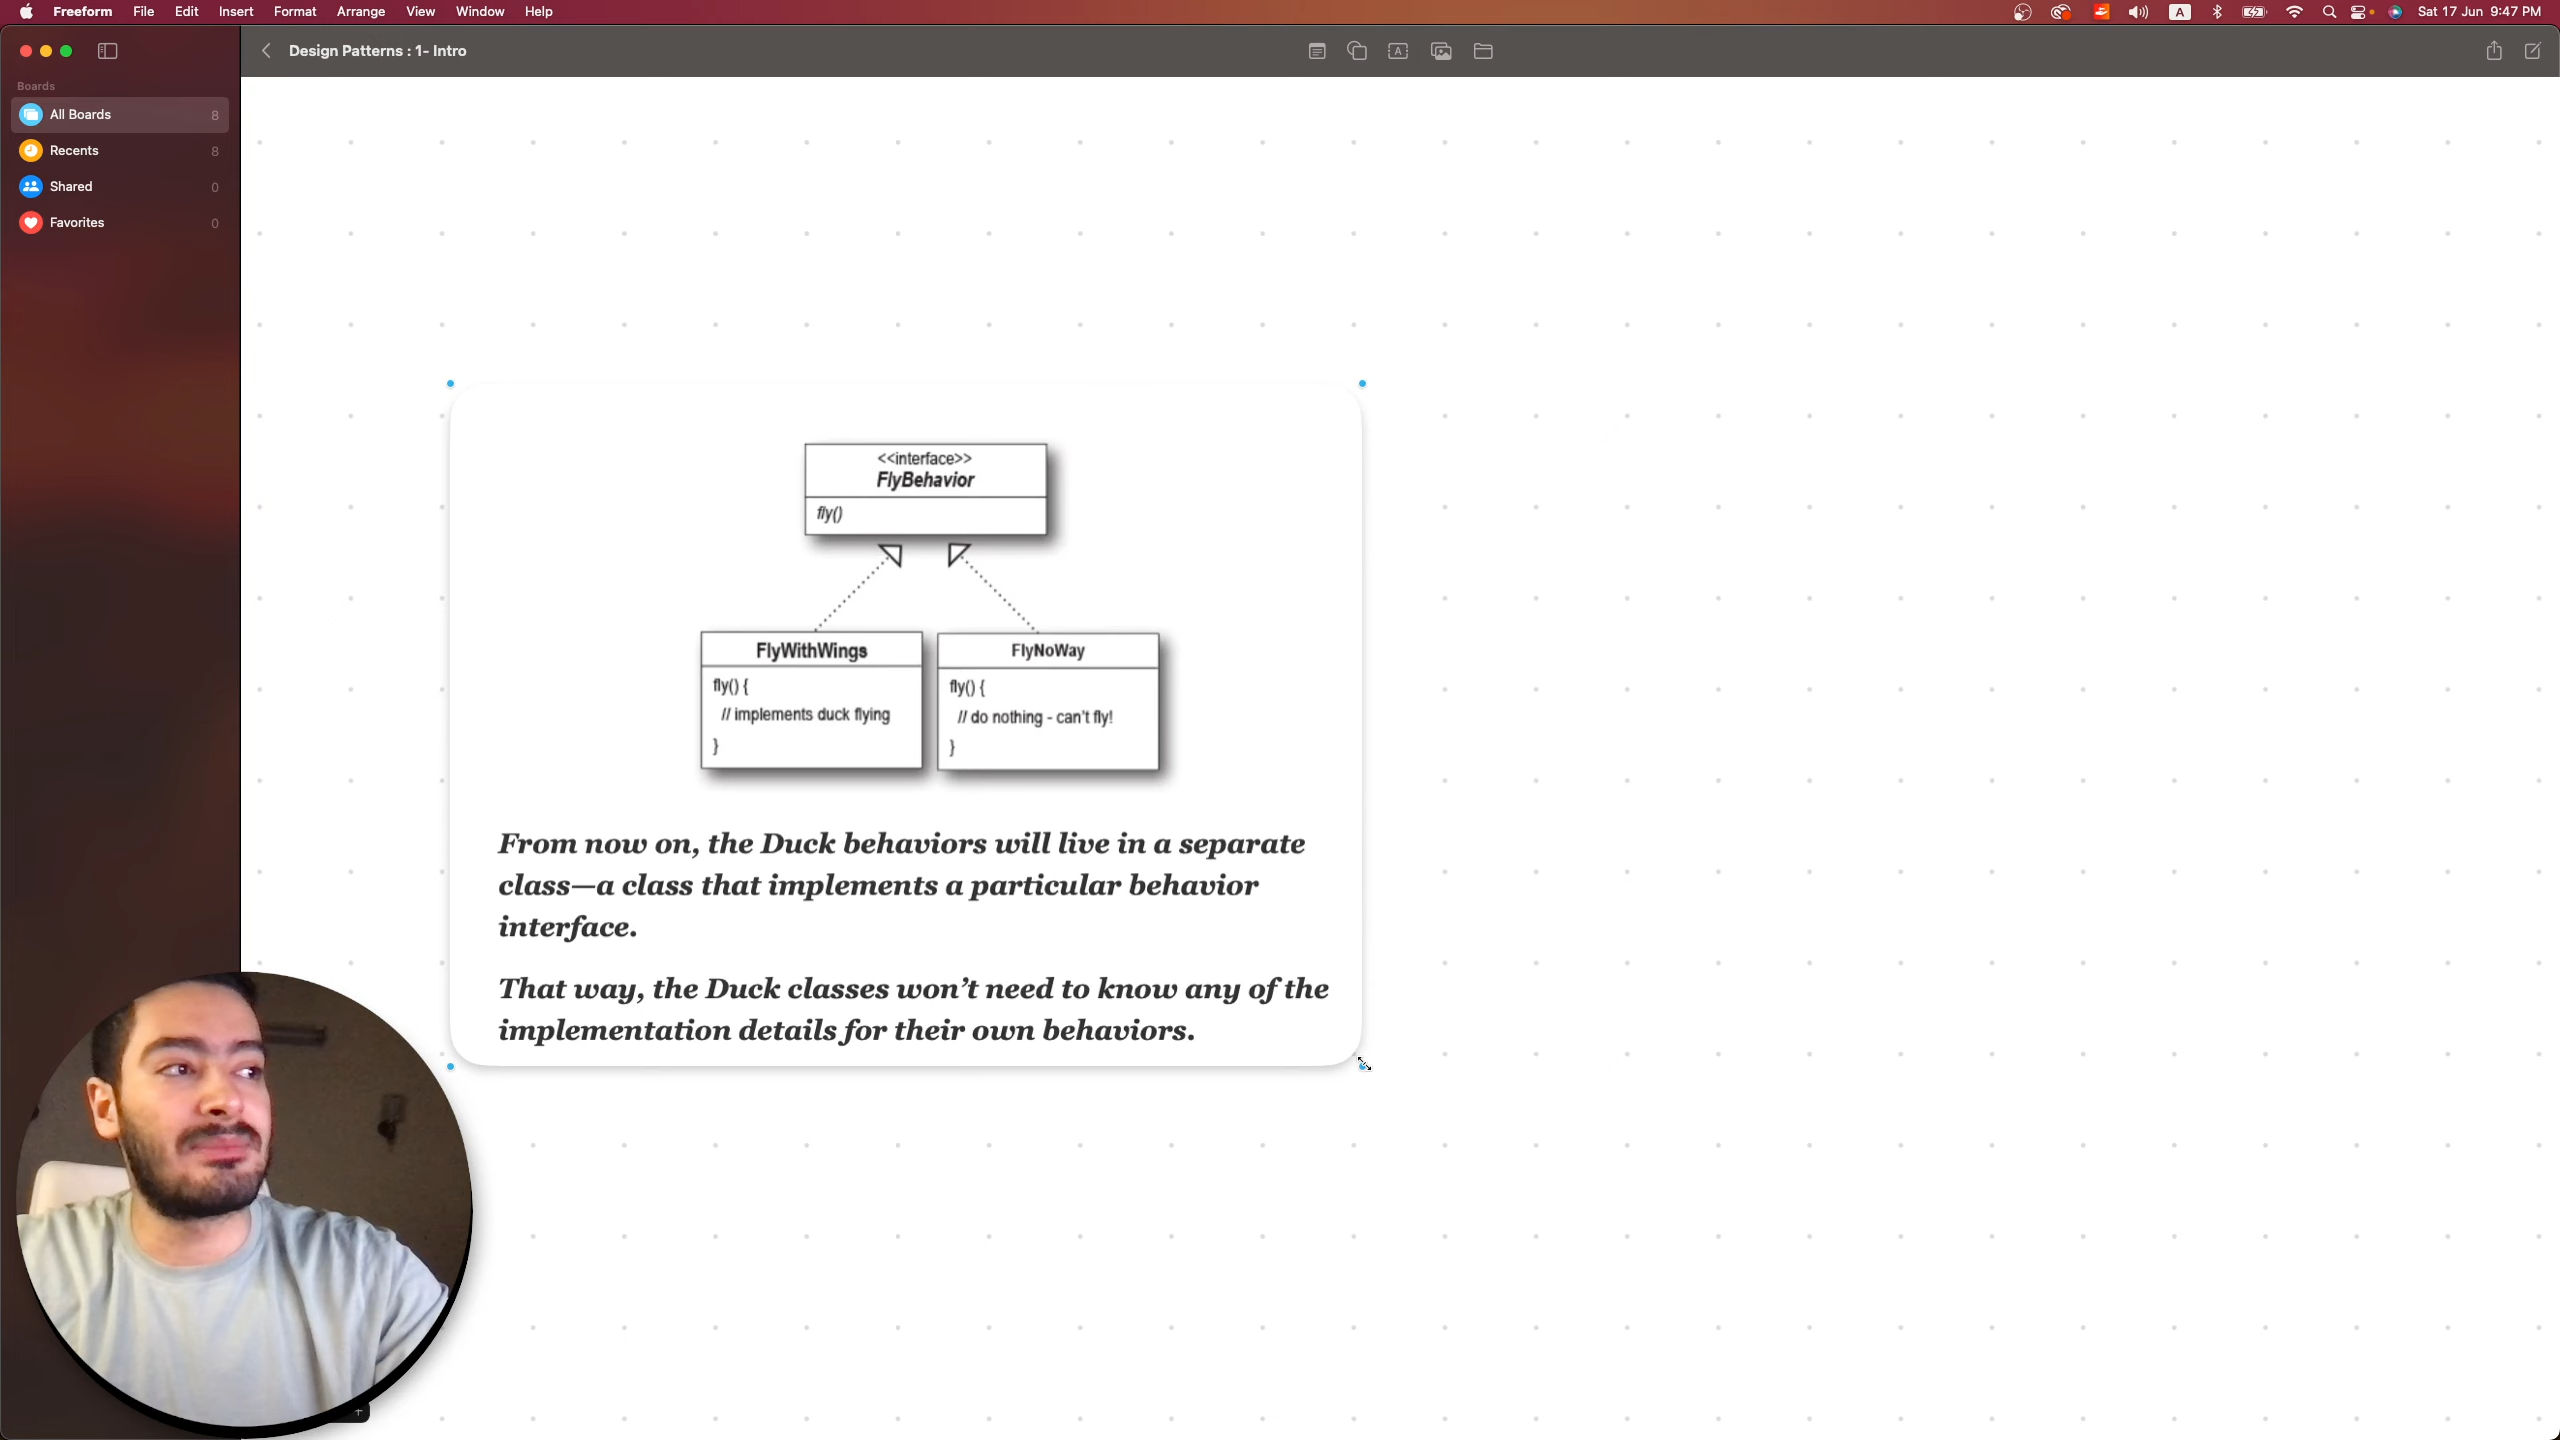 Freeform File Edit Insert Format Arrange View Window Help
A
Sat 17 Jun 9:47 PM
Design Patterns : 1- Intro
A
Boards
All Boards 8
Recents 8
Shared 0
Favorites 0
<<interface>>
FlyBehavior
fly()
FlyWithWings
fly() {
// implements duck flying
}
FlyNoWay
fly() {
// do nothing - can't fly!
}
From now on, the Duck behaviors will live in a separate
class—a class that implements a particular behavior
interface.
That way, the Duck classes won’t need to know any of the
implementation details for their own behaviors.